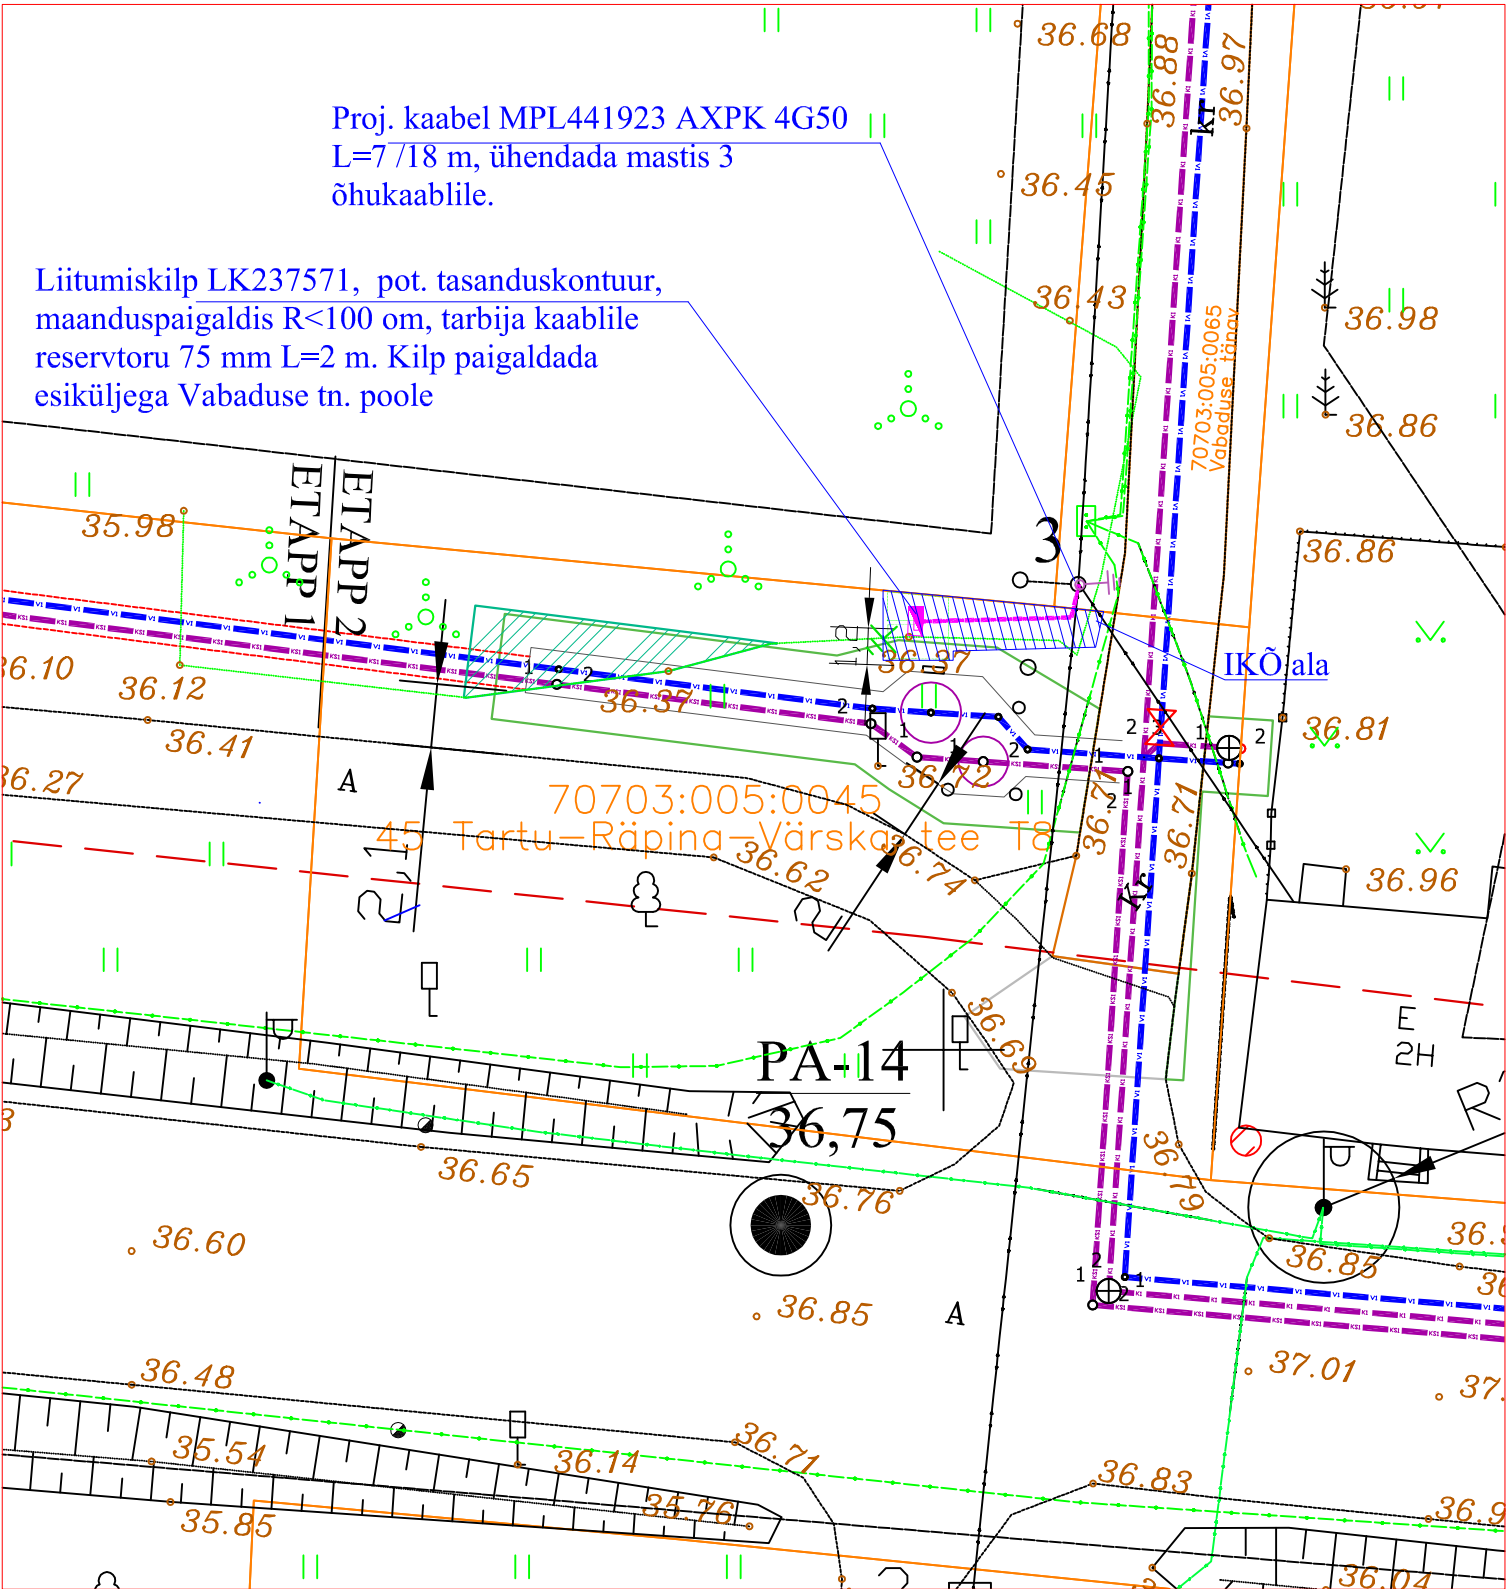 36.68
36.88
36.97
kr
Proj. kaabel MPL441923 AXPK 4G50
L=7 /18 m, ühendada mastis 3
õhukaablile.
36.45
Liitumiskilp LK237571, pot. tasanduskontuur,
maanduspaigaldis R<100 om, tarbija kaablile
reservtoru 75 mm L=2 m. Kilp paigaldada
esiküljega Vabaduse tn. poole
36.43
36.98
70703:005:0065
Vabaduse tänav
36.86
ETAPP 1
ETAPP 2
35.98
3
36.86
36.10
36.12
36.37
36.37
IKÕ ala
36.41
36.81
36.27
A
36.72
36.71
36.71
70703:005:0045
45 Tartu-Räpina-Värska tee T8
2,1
36.62
36.74
36.96
2
Kr
36.69
E
2H
PA-14
36,75
36.65
36.76
36.79
36.60
36.85
36.85
A
37.01
36.48
35.54
36.14
36.71
36.83
35.85
35.76
36.04